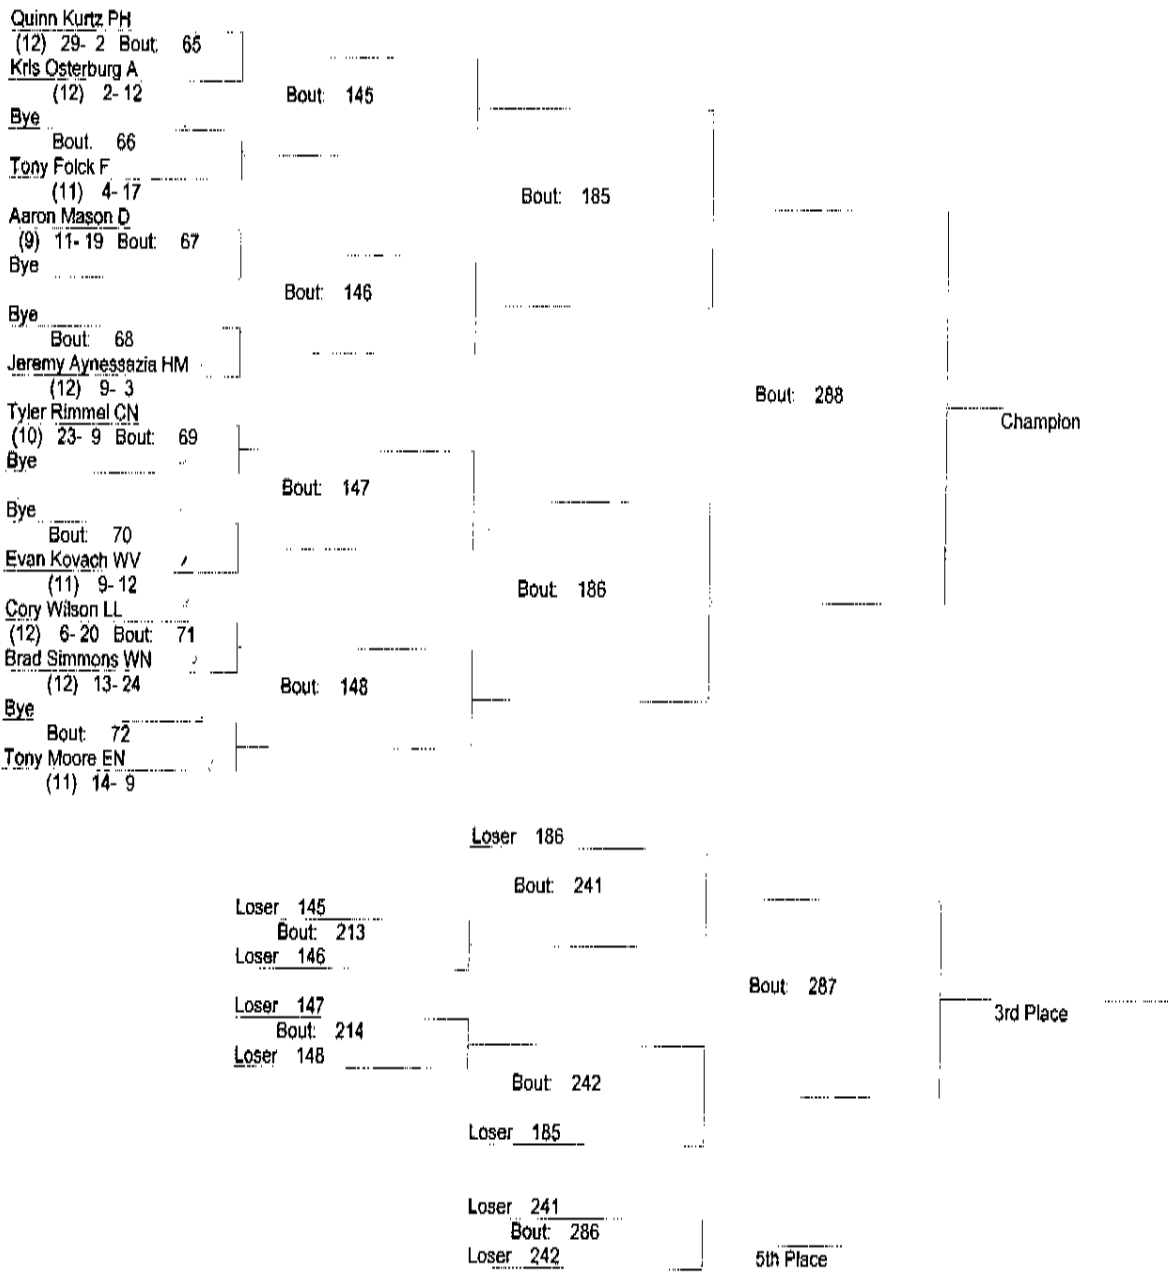 Quinn Kurtz PH
(12) 29- 2 Bout: 65
Kris Osterburg A
(12) 2- 12
Bout: 145
Bye
Bout. 66
Tony Folck F
(11) 4- 17
Bout: 185
Aaron Mason D
(9) 11- 19 Bout: 67
Bye
Bout: 146
Bye
Bout: 68
Jeremy Aynessazia HM
(12) 9- 3
Bout: 288
Champion
Tyler Rimmel CN
(10) 23- 9 Bout: 69
Bye
Bout: 147
Bye
Bout: 70
Evan Kovach WV
(11) 9- 12
Bout: 186
Cory Wilson LL
(12) 6- 20 Bout: 71
Brad Simmons WN
(12) 13- 24
Bout: 148
Bye
Bout: 72
Tony Moore EN
(11) 14- 9
Loser 186
Bout: 241
Loser 145
Bout: 213
Loser 146
Bout: 287
Loser 147
3rd Place
Bout: 214
Loser 148
Bout: 242
Loser 185
Loser 241
Bout: 286
Loser 242
5th Place